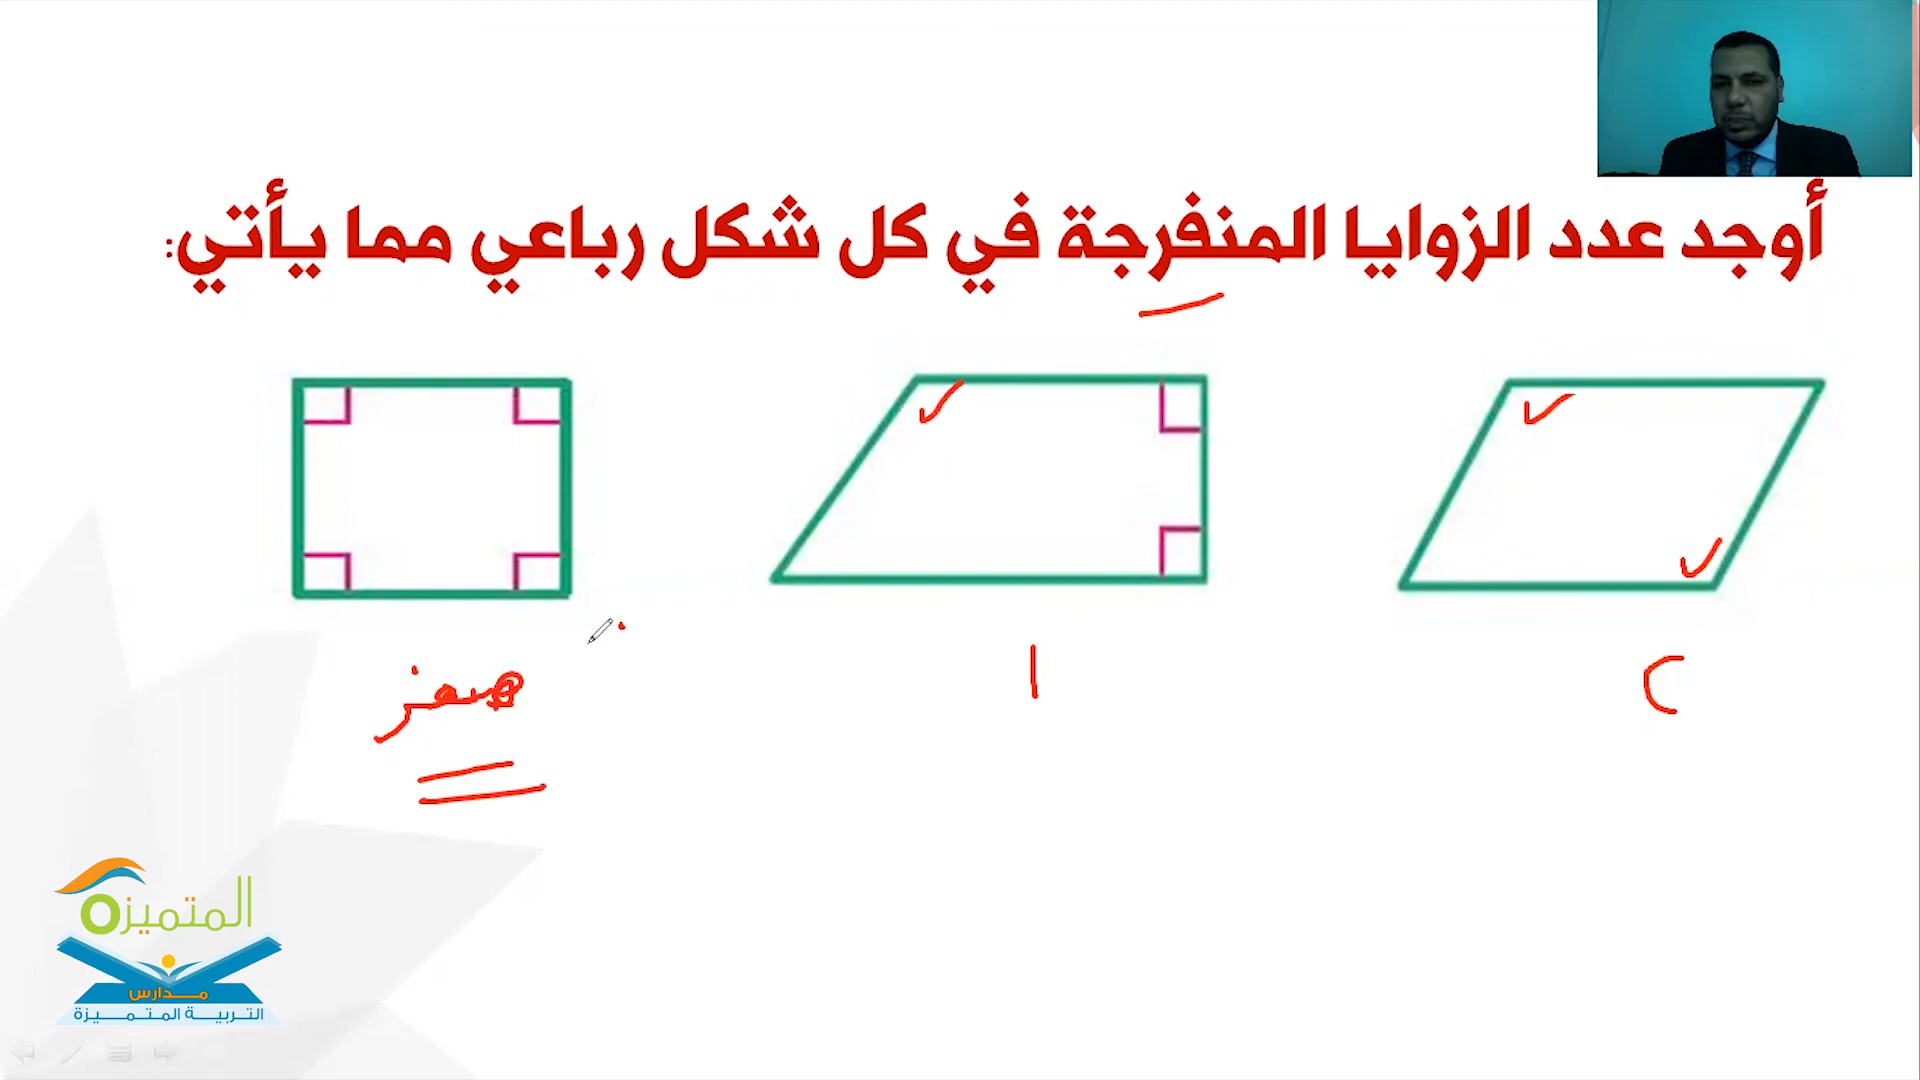 أوجد عدد الزوايا المنفرجة في كل شكل رباعي مما يأتي:
٢
١
صفر
المتميزة
مدارس
التربية المتميزة